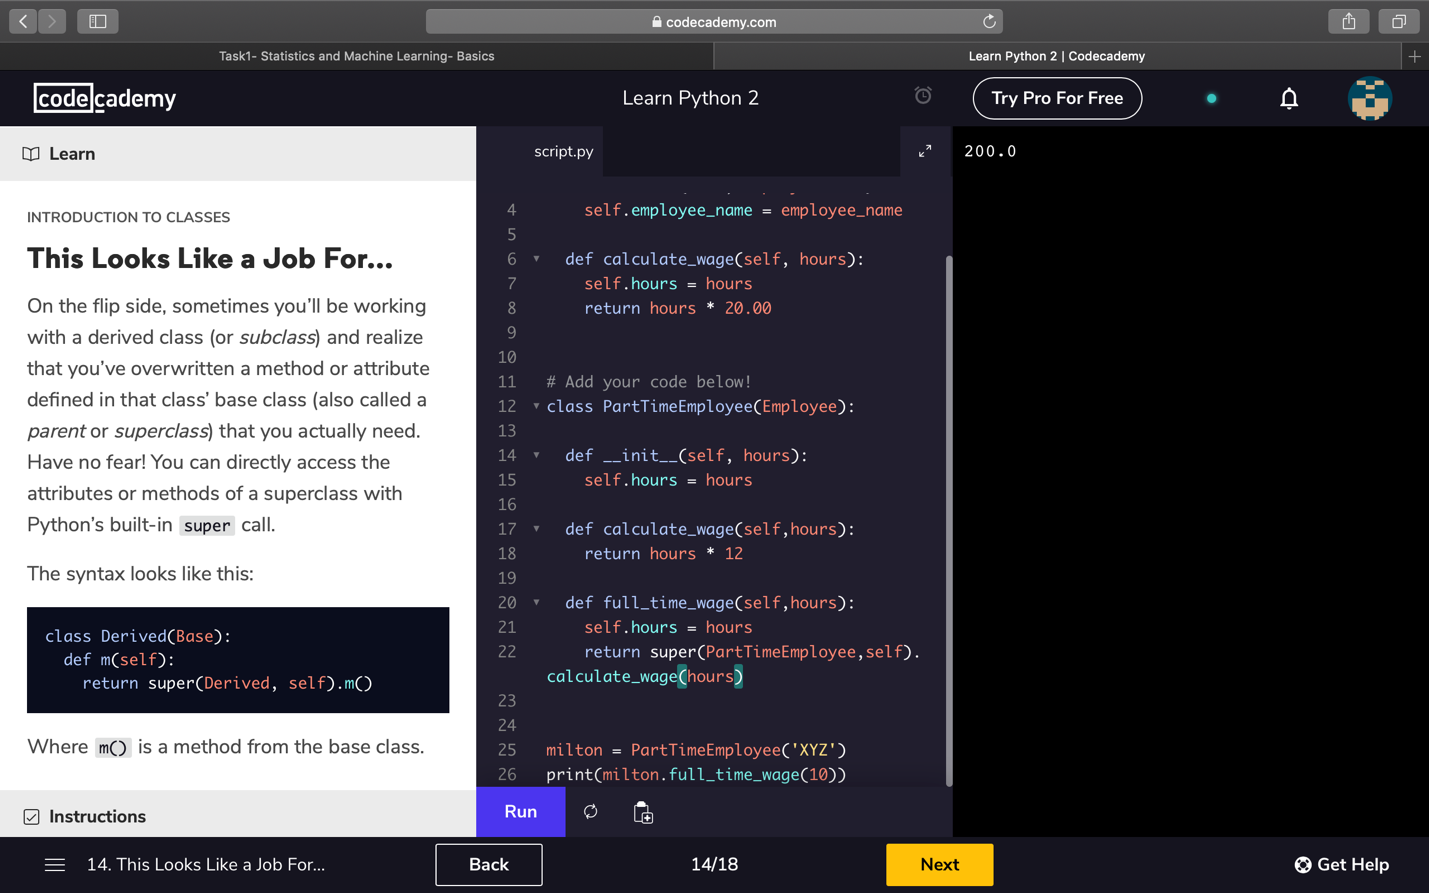 codecademy.com
Task1- Statistics and Machine Learning- Basics
Learn Python 2 | Codecademy
codecademy
Learn Python 2
Try Pro For Free
Learn
INTRODUCTION TO CLASSES
This Looks Like a Job For...
On the flip side, sometimes you'll be working
with a derived class (or subclass) and realize
that you've overwritten a method or attribute
defined in that class' base class (also called a
parent or superclass) that you actually need.
Have no fear! You can directly access the
attributes or methods of a superclass with
Python's built-in super call.
The syntax looks like this:
class Derived(Base):
  def m(self):
    return super(Derived, self).m()
Where m() is a method from the base class.
Instructions
script.py
4     self.employee_name = employee_name
5
6   def calculate_wage(self, hours):
7     self.hours = hours
8     return hours * 20.00
9
10
11 # Add your code below!
12 class PartTimeEmployee(Employee):
13
14   def __init__(self, hours):
15     self.hours = hours
16
17   def calculate_wage(self,hours):
18     return hours * 12
19
20   def full_time_wage(self,hours):
21     self.hours = hours
22     return super(PartTimeEmployee,self).
calculate_wage(hours)
23
24
25 milton = PartTimeEmployee('XYZ')
26 print(milton.full_time_wage(10))
Run
200.0
14. This Looks Like a Job For...
Back
14/18
Next
Get Help